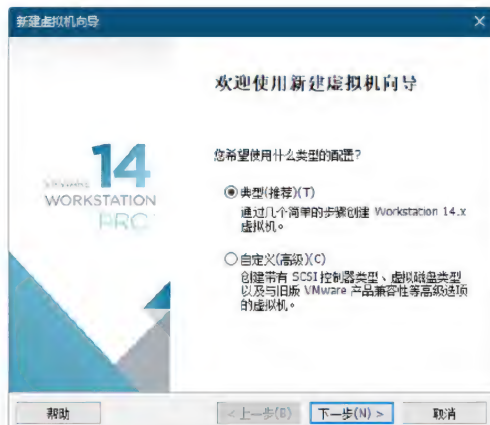 新建虚拟机向导
欢迎使用新建虚拟机向导
14
VMWARE
WORKSTATION
PRO
您希望使用什么类型的配置?
典型(推荐)(T)
通过几个简单的步骤创建 Workstation 14.x
虚拟机。
自定义(高级)(C)
创建带有 SCSI 控制器类型、虚拟磁盘类型
以及与旧版 VMware 产品兼容性等高级选项
的虚拟机。
帮助
< 上一步(B)
下一步(N) >
取消